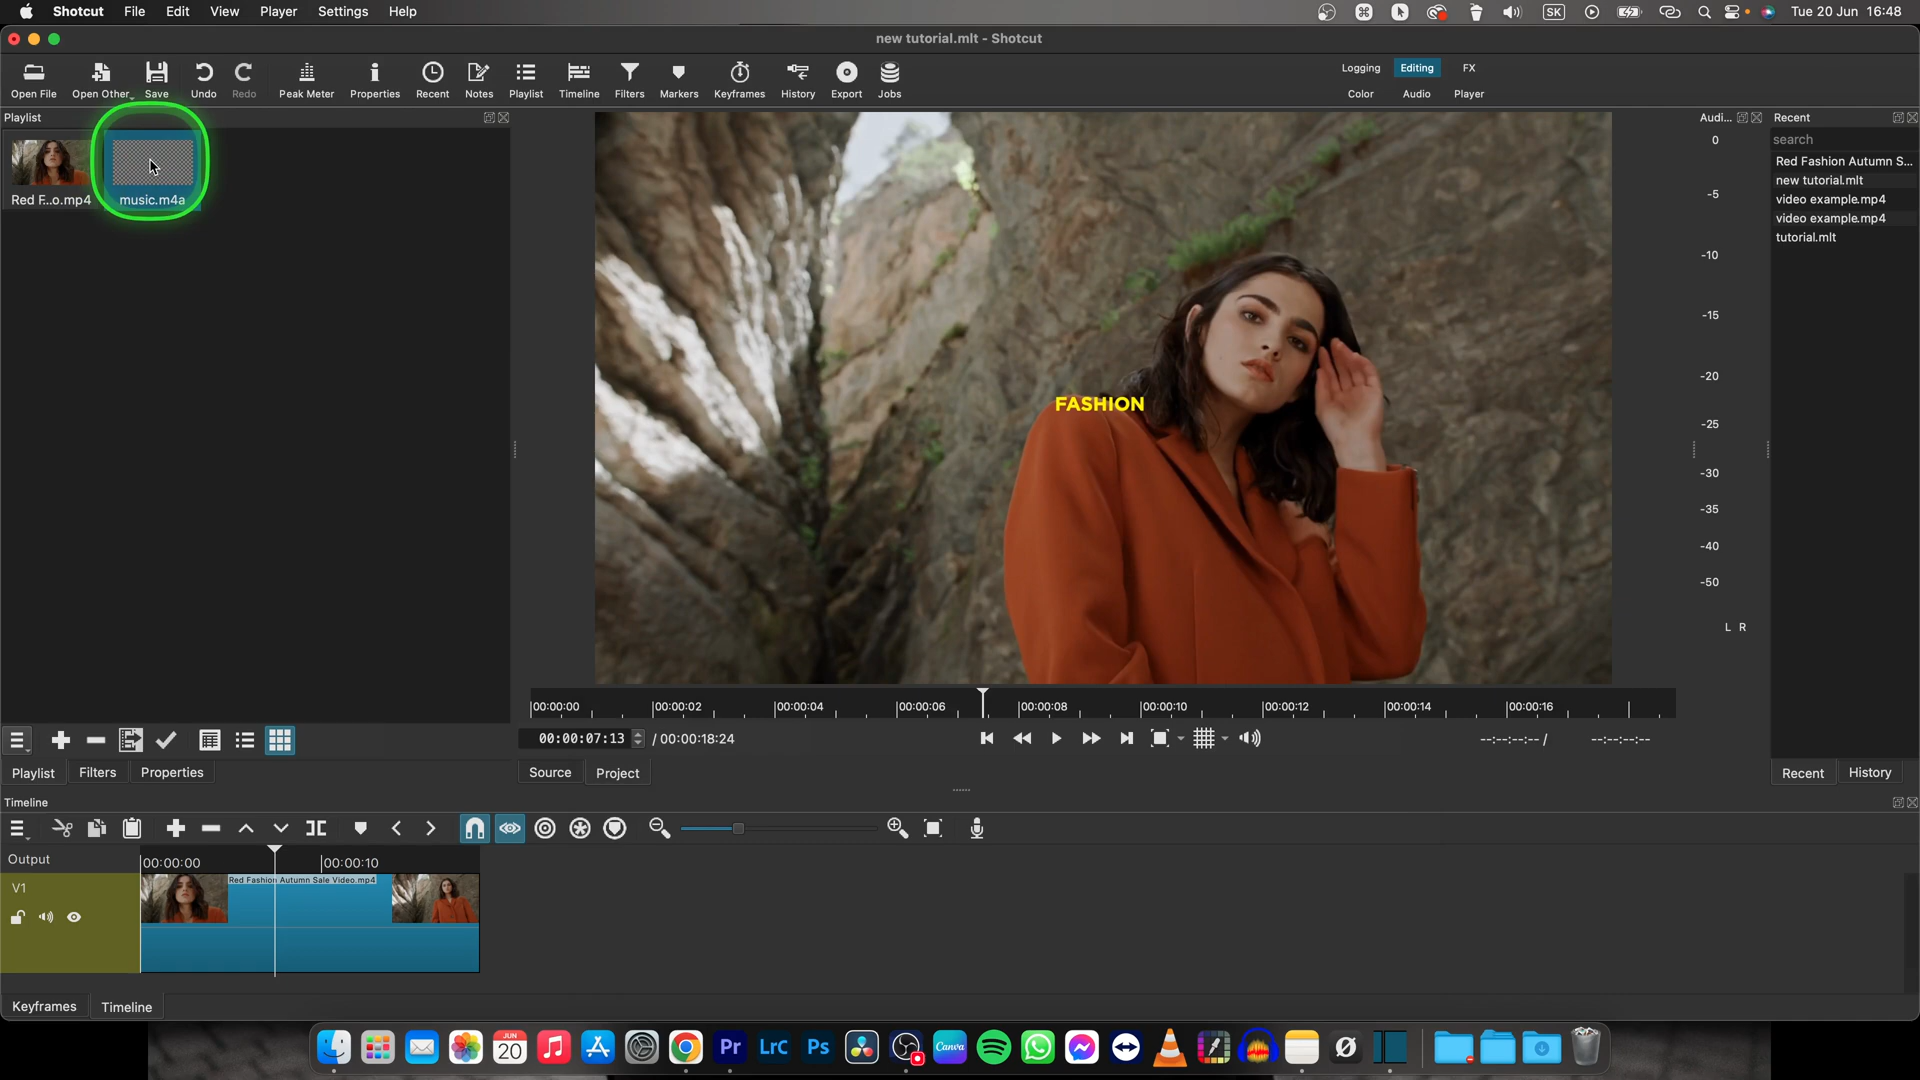 Shotcut File Edit View Player Settings Help
SK Tue 20 Jun 16:48
new tutorial.mlt - Shotcut
Open File Open Other Save Undo Redo Peak Meter Properties Recent Notes Playlist Timeline Filters Markers Keyframes History Export Jobs
Logging Editing FX
Color Audio Player
Playlist
Audi...
Recent
Red F...o.mp4
music.m4a
FASHION
0
-5
-10
-15
-20
-25
-30
-35
-40
-50
L R
search
Red Fashion Autumn S...
new tutorial.mlt
video example.mp4
video example.mp4
tutorial.mlt
00:00:00 00:00:02 00:00:04 00:00:06 00:00:08 00:00:10 00:00:12 00:00:14 00:00:16
00:00:07:13 / 00:00:18:24
--:--:--:-- / --:--:--:--
Playlist Filters Properties
Source Project
Recent History
Timeline
Output
00:00:00 00:00:10
V1
Red Fashion Autumn Sale Video.mp4
Keyframes Timeline
JUN
20
Pr LrC Ps Canva